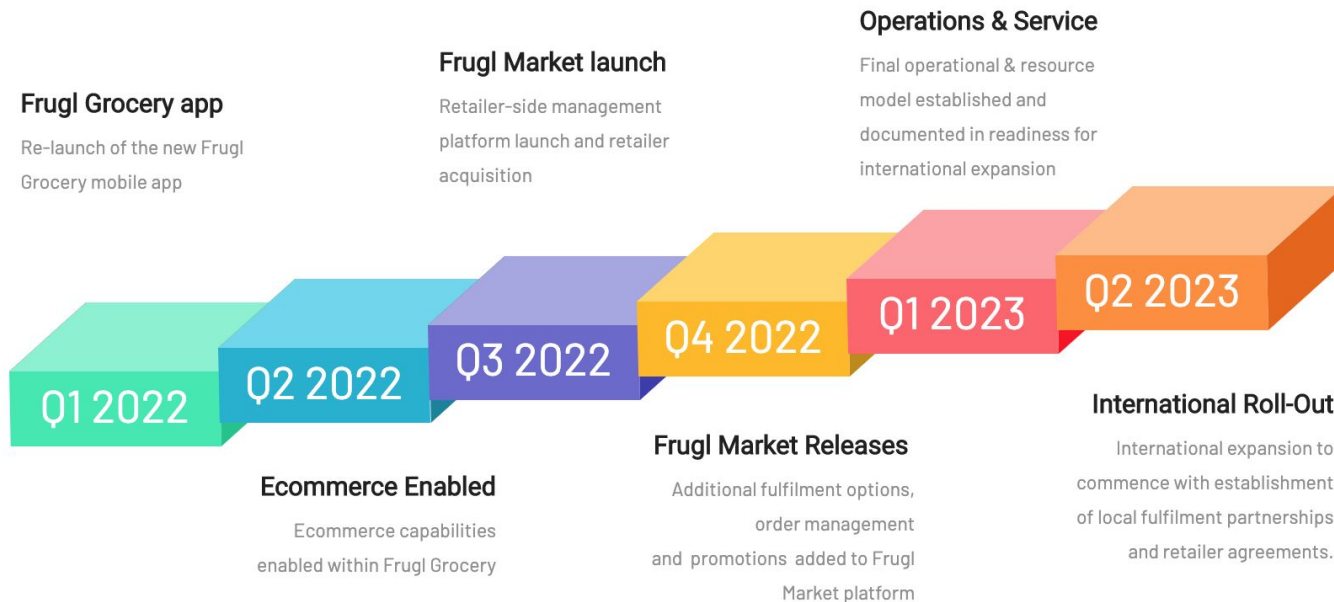 Frugl Grocery app
Re-launch of the new Frugl
Grocery mobile app
Q1 2022
Ecommerce Enabled
Ecommerce capabilities
enabled within Frugl Grocery
Q2 2022
Frugl Market launch
Retailer-side management
platform launch and retailer
acquisition
Q3 2022
Frugl Market Releases
Additional fulfilment options,
order management
and promotions added to Frugl
Market platform
Q4 2022
Operations & Service
Final operational & resource
model established and
documented in readiness for
international expansion
Q1 2023
International Roll-Out
International expansion to
commence with establishment
of local fulfilment partnerships
and retailer agreements.
Q2 2023